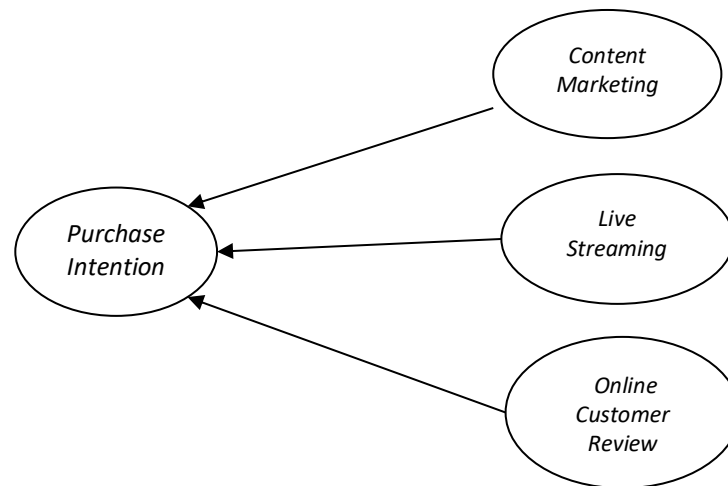 Content
Marketing
Purchase
Intention
Live
Streaming
Online
Customer
Review